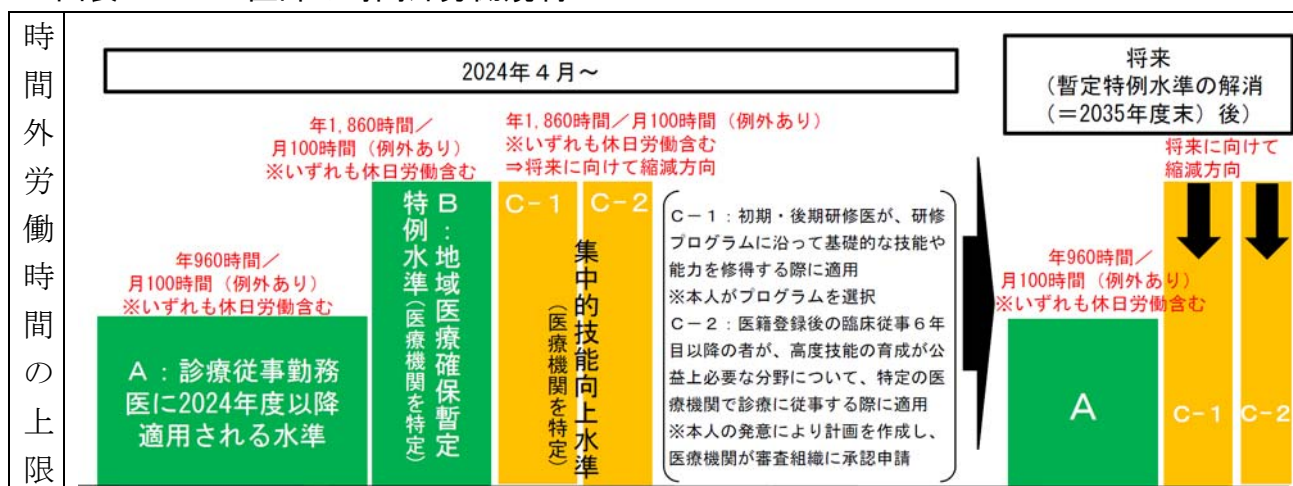 時間外労働時間の上限
2024年4月~
将来
(暫定特例水準の解消
(=2035年度末)後)
年960時間/
月100時間(例外あり)
※いずれも休日労働含む
A:診療従事勤務
医に2024年度以降
適用される水準
年1,860時間/
月100時間(例外あり)
※いずれも休日労働含む
B:地域医療確保暫定
特例水準(医療機関を特定)
年1,860時間/月100時間(例外あり)
※いずれも休日労働含む
⇒将来に向けて縮減方向
C-1
C-2
集中的技能向上水準
(医療機関を特定)
C-1:初期・後期研修医が、研修
プログラムに沿って基礎的な技能や
能力を修得する際に適用
※本人がプログラムを選択
C-2:医籍登録後の臨床従事6年
目以降の者が、高度技能の育成が公
益上必要な分野について、特定の医
療機関で診療に従事する際に適用
※本人の発意により計画を作成し、
医療機関が審査組織に承認申請
年960時間/
月100時間(例外あり)
※いずれも休日労働含む
A
将来に向けて
縮減方向
C-1
C-2